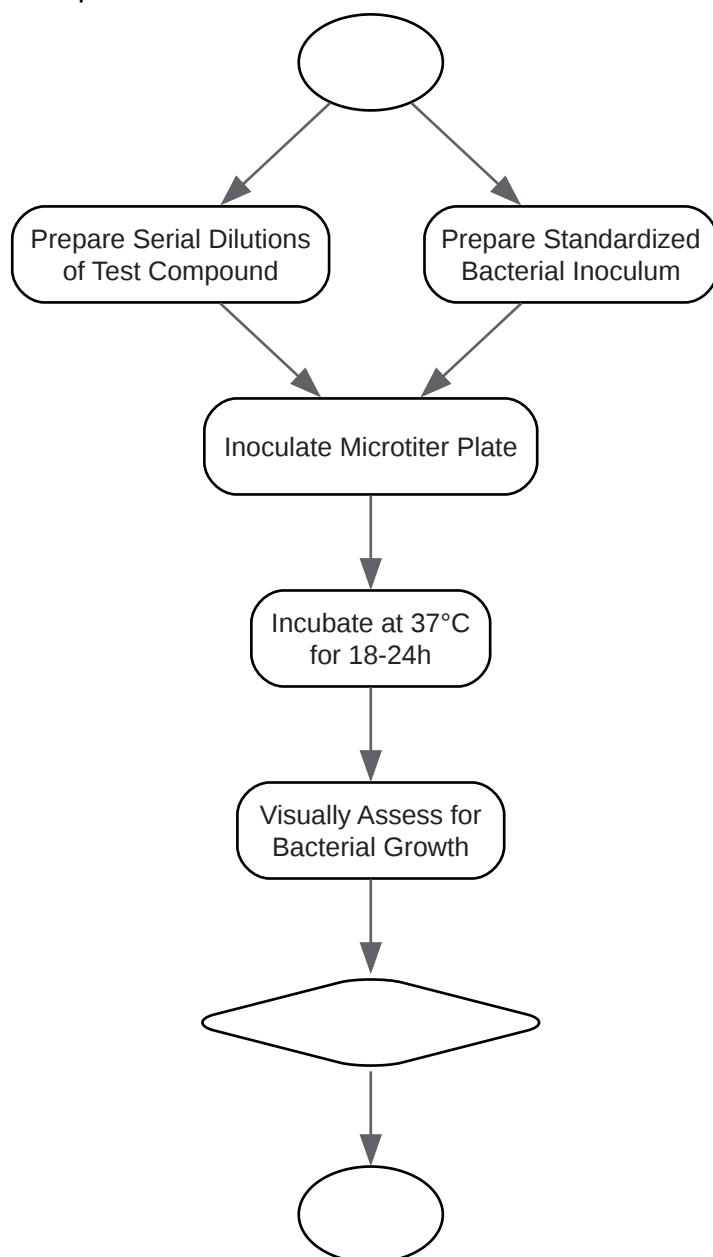 Prepare Serial Dilutions
of Test Compound
Prepare Standardized
Bacterial Inoculum
Inoculate Microtiter Plate
Incubate at 37°C
for 18-24h
Visually Assess for
Bacterial Growth